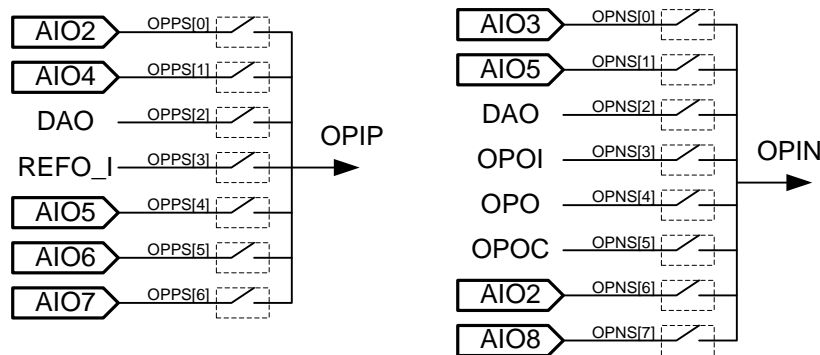 AIO2 OPPS[0]
AIO4 OPPS[1]
DAO OPPS[2]
OPIP
REFO_I OPPS[3]
AIO5 OPPS[4]
AIO6 OPPS[5]
AIO7 OPPS[6]
AIO3 OPNS[0]
AIO5 OPNS[1]
DAO OPNS[2]
OPOI OPNS[3]
OPIN
OPO OPNS[4]
OPOC OPNS[5]
AIO2 OPNS[6]
AIO8 OPNS[7]